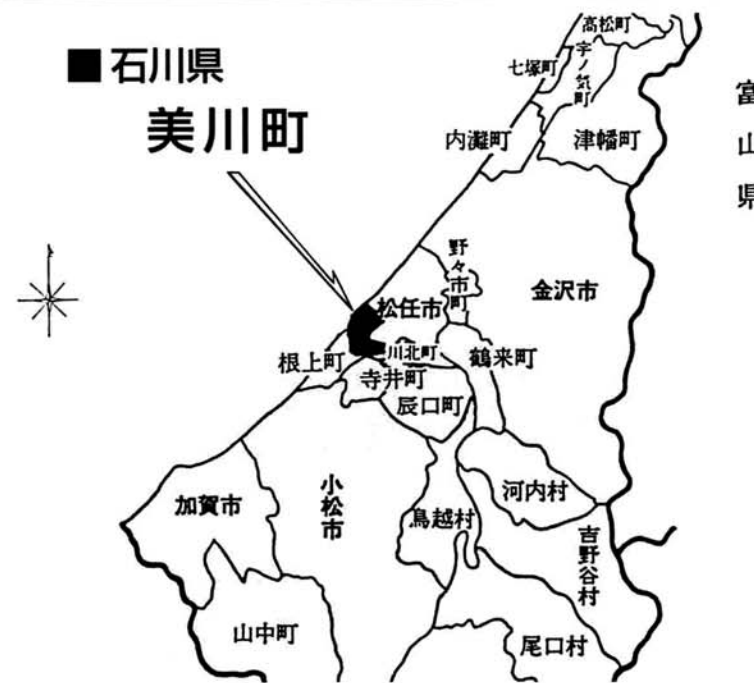 ■石川県
美川町
高松町
宇ノ気町
七塚町
内灘町
津幡町
富山県
野々市町
金沢市
松任市
川北町
鶴来町
根上町
寺井町
辰口町
河内村
小松市
加賀市
鳥越村
吉野谷村
山中町
尾口村